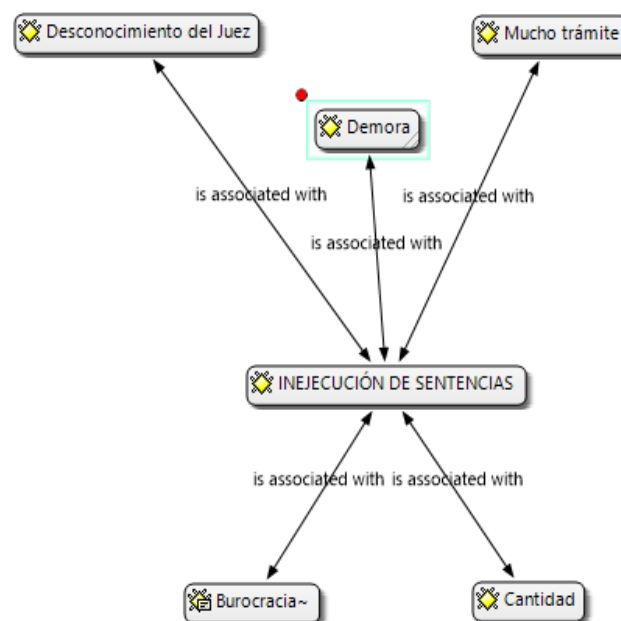 Desconocimiento del Juez
Mucho trámite
Demora
is associated with
is associated with
is associated with
INEJECUCIÓN DE SENTENCIAS
is associated with
is associated with
Burocracia~
Cantidad